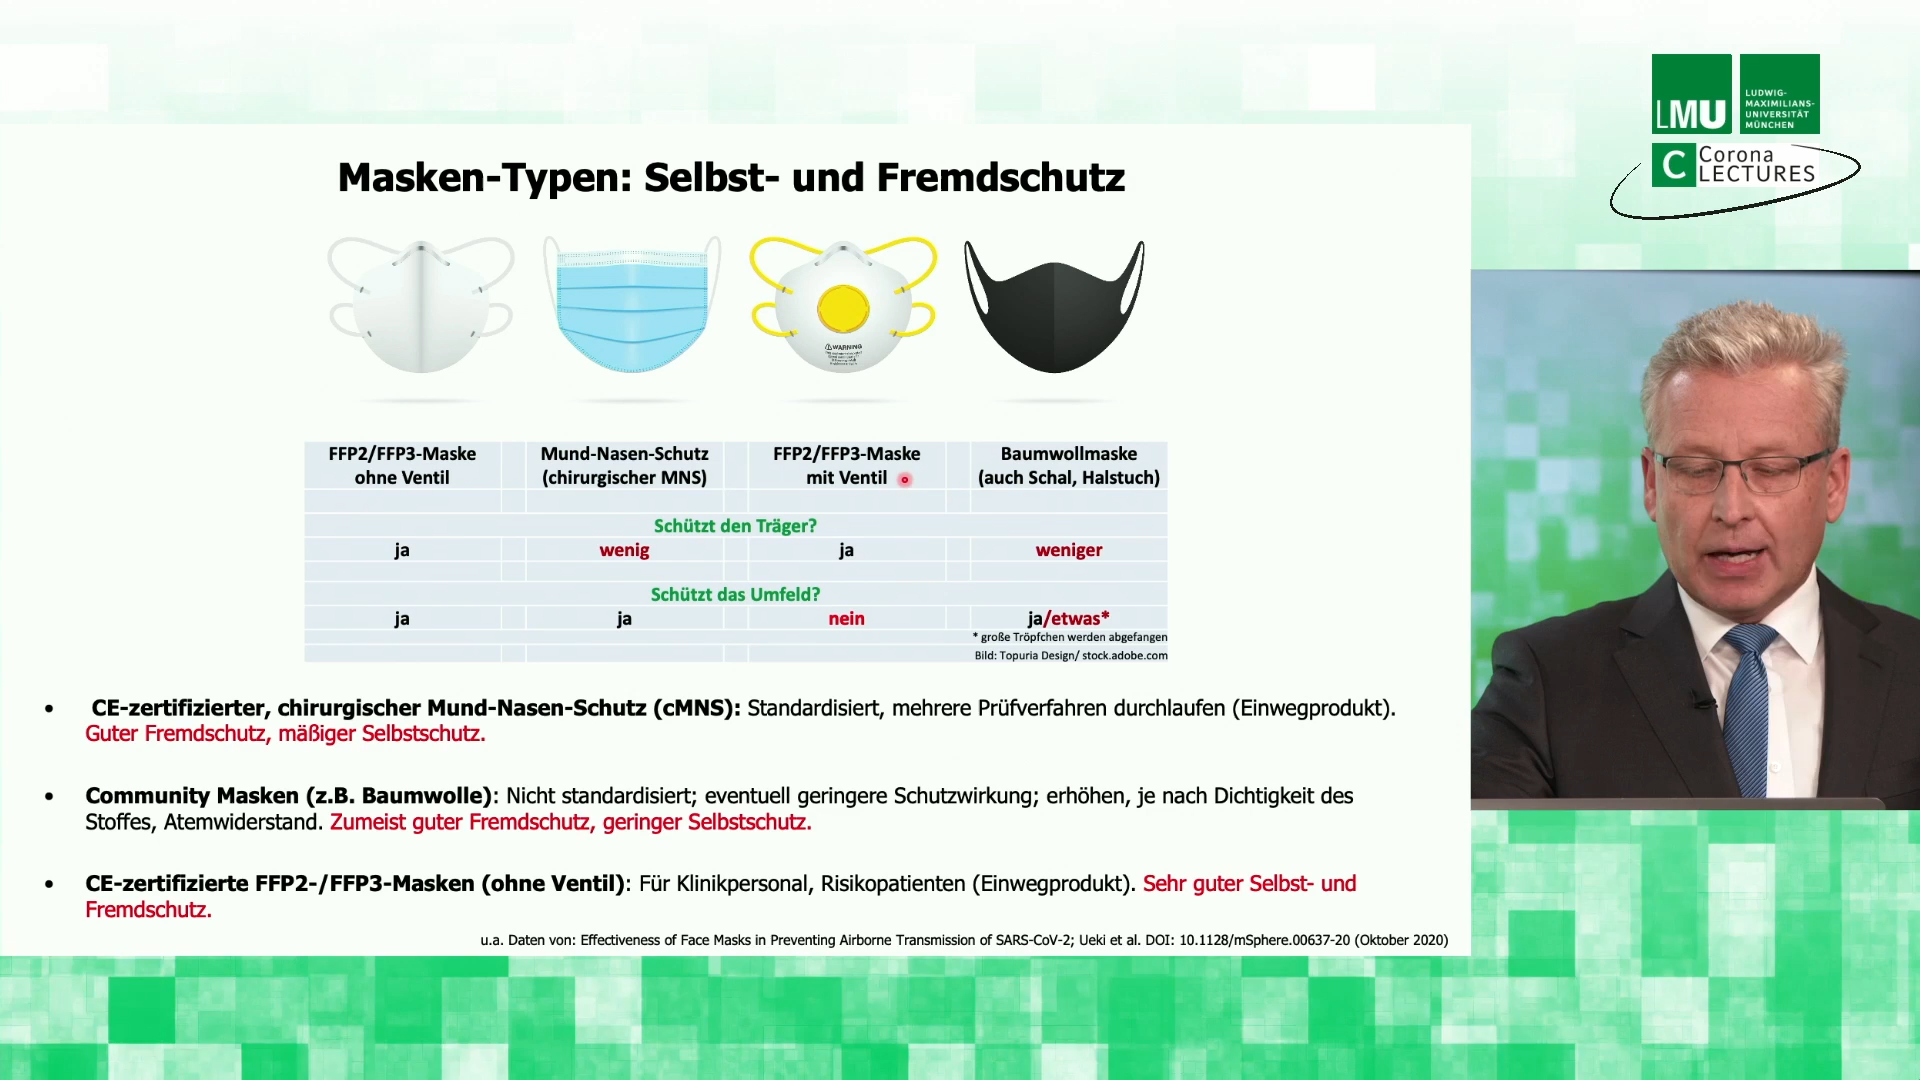 LMU
LUDWIG-
MAXIMILIANS-
UNIVERSITÄT
MÜNCHEN
C Corona
LECTURES
Masken-Typen: Selbst- und Fremdschutz
WARNING
FFP2/FFP3-Maske Mund-Nasen-Schutz FFP2/FFP3-Maske Baumwollmaske
ohne Ventil (chirurgischer MNS) mit Ventil (auch Schal, Halstuch)
Schützt den Träger?
ja wenig ja weniger
Schützt das Umfeld?
ja ja nein ja/etwas*
* große Tröpfchen werden abgefangen
Bild: Topuria Design/ stock.adobe.com
• CE-zertifizierter, chirurgischer Mund-Nasen-Schutz (cMNS): Standardisiert, mehrere Prüfverfahren durchlaufen (Einwegprodukt).
Guter Fremdschutz, mäßiger Selbstschutz.
• Community Masken (z.B. Baumwolle): Nicht standardisiert; eventuell geringere Schutzwirkung; erhöhen, je nach Dichtigkeit des
Stoffes, Atemwiderstand. Zumeist guter Fremdschutz, geringer Selbstschutz.
• CE-zertifizierte FFP2-/FFP3-Masken (ohne Ventil): Für Klinikpersonal, Risikopatienten (Einwegprodukt). Sehr guter Selbst- und
Fremdschutz.
u.a. Daten von: Effectiveness of Face Masks in Preventing Airborne Transmission of SARS-CoV-2; Ueki et al. DOI: 10.1128/mSphere.00637-20 (Oktober 2020)